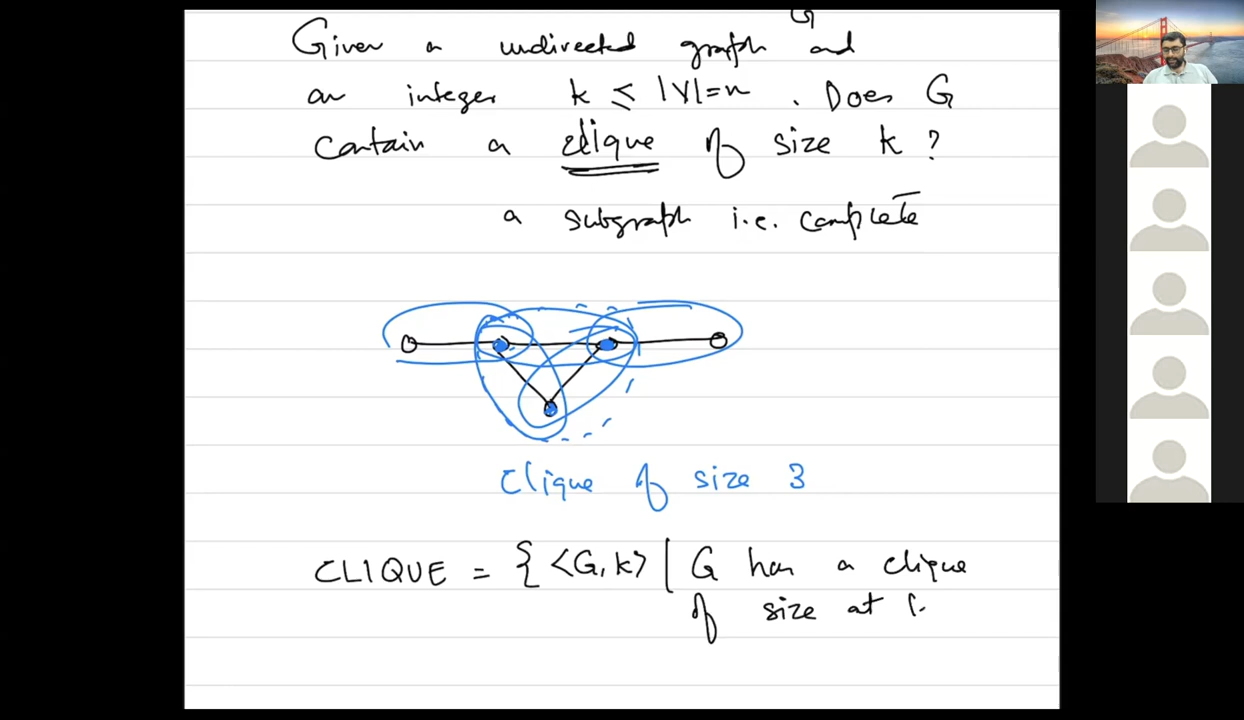 G
Given a undirected graph and
an integer k ≤ |V|=n . Does G
contain a clique of size k ?
a subgraph i.e. complete
Clique of size 3
CLIQUE = { <G,k> | G has a clique
of size at